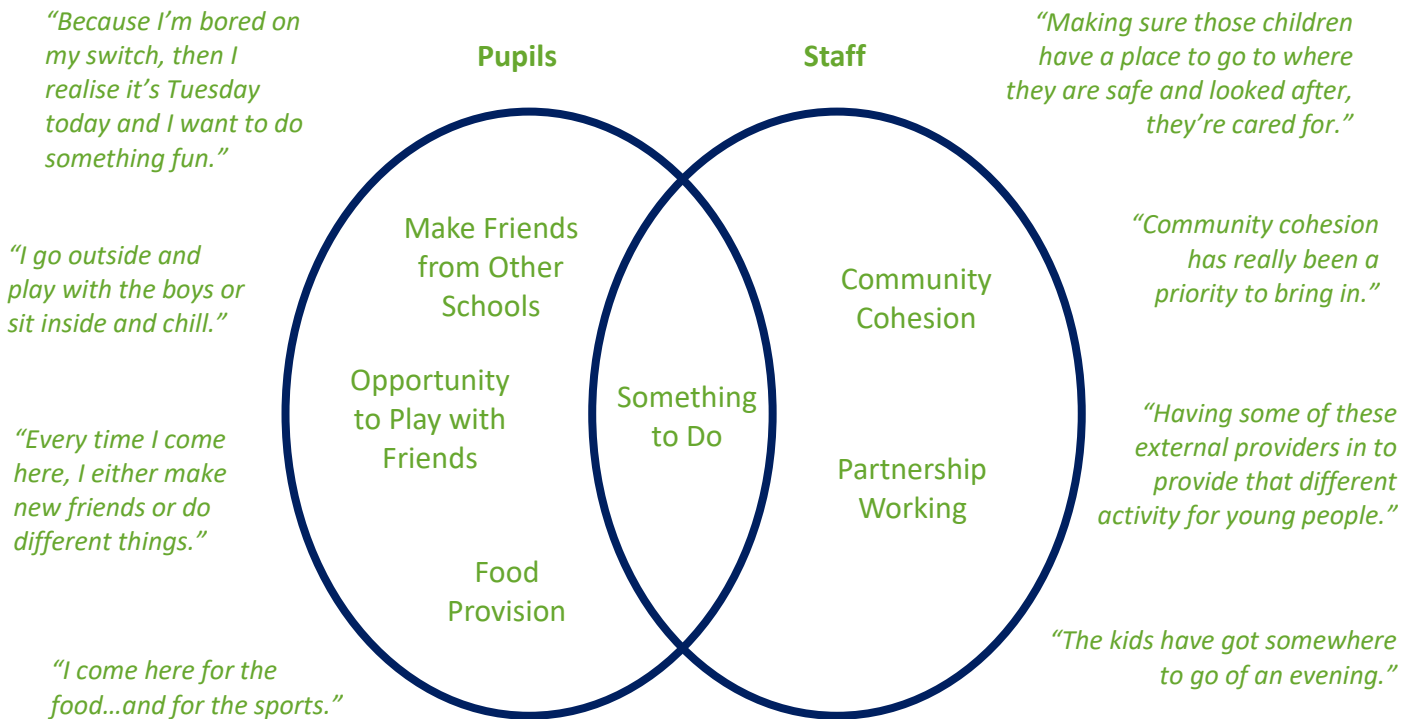 “Because I’m bored on
my switch, then I
realise it’s Tuesday
today and I want to do
something fun.”
“I go outside and
play with the boys or
sit inside and chill.”
“Every time I come
here, I either make
new friends or do
different things.”
“I come here for the
food...and for the sports.”
Pupils
Make Friends
from Other
Schools
Opportunity
to Play with
Friends
Food
Provision
Something
to Do
Staff
Community
Cohesion
Partnership
Working
“Making sure those children
have a place to go to where
they are safe and looked after,
they’re cared for.”
“Community cohesion
has really been a
priority to bring in.”
“Having some of these
external providers in to
provide that different
activity for young people.”
“The kids have got somewhere
to go of an evening.”